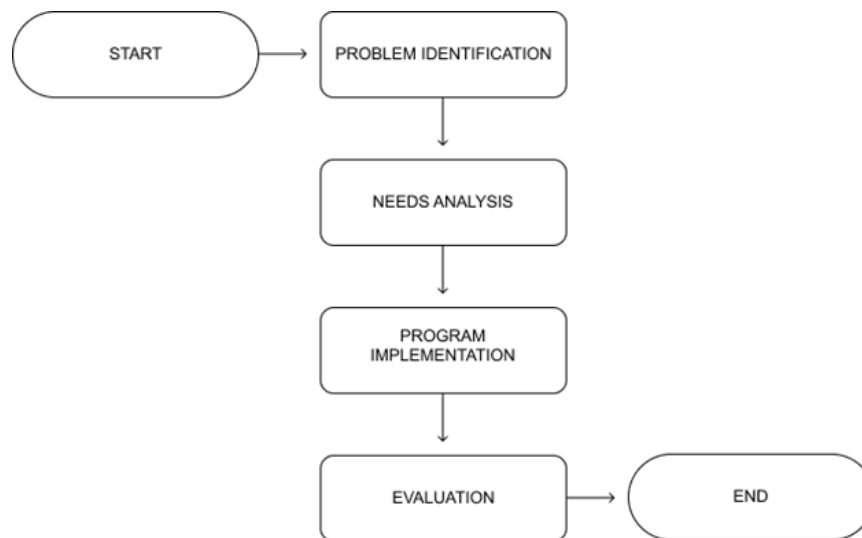 START
PROBLEM IDENTIFICATION
NEEDS ANALYSIS
PROGRAM
IMPLEMENTATION
EVALUATION
END